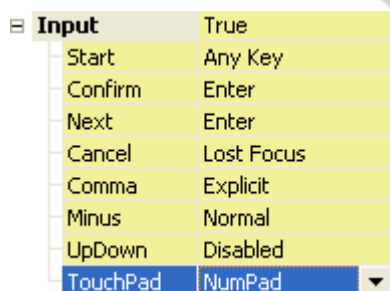 Input True
Start Any Key
Confirm Enter
Next Enter
Cancel Lost Focus
Comma Explicit
Minus Normal
UpDown Disabled
TouchPad NumPad